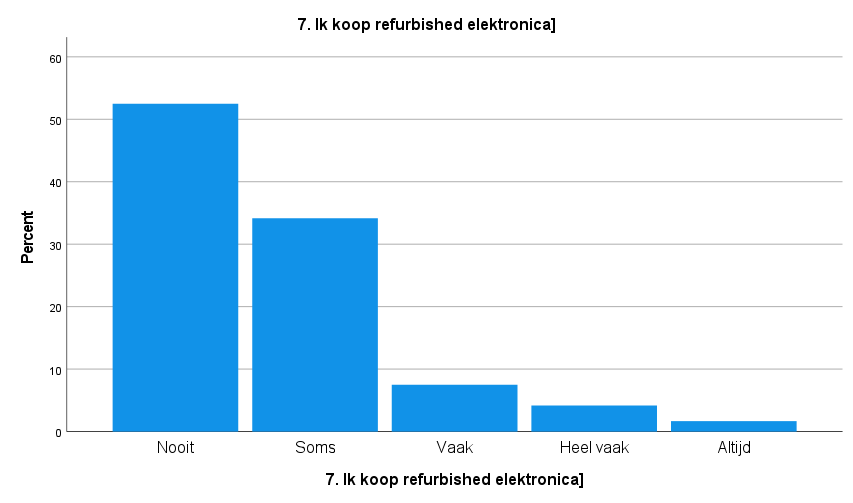 7. Ik koop refurbished elektronica]
60
50
40
30
20
10
0
Percent
Nooit Soms Vaak Heel vaak Altijd
7. Ik koop refurbished elektronica]